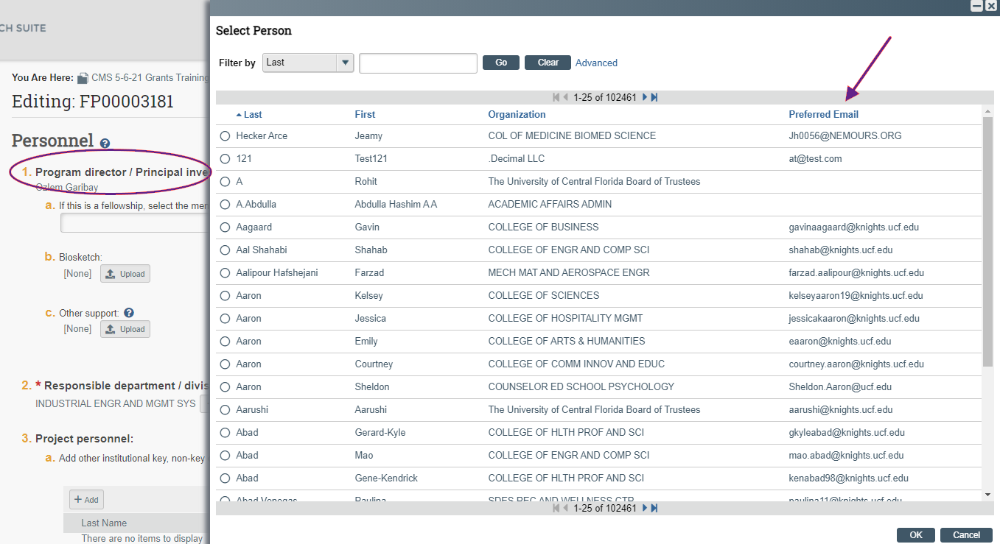 CH SUITE
You Are Here: CMS 5-6-21 Grants Training
Editing: FP00003181
Personnel ?
1. Program director / Principal inve
Ozlem Garibay
a. If this is a fellowship, select the men
b. Biosketch:
[None] Upload
c. Other support: ?
[None] Upload
2. * Responsible department / divis
INDUSTRIAL ENGR AND MGMT SYS
3. Project personnel:
a. Add other institutional key, non-key
+ Add
Last Name
There are no items to display
Select Person
Filter by Last Go Clear Advanced
1-25 of 102461
Last First Organization Preferred Email
Hecker Arce Jeamy COL OF MEDICINE BIOMED SCIENCE Jh0056@NEMOURS.ORG
121 Test121 .Decimal LLC at@test.com
A Rohit The University of Central Florida Board of Trustees
A.Abdulla Abdulla Hashim A A ACADEMIC AFFAIRS ADMIN
Aagaard Gavin COLLEGE OF BUSINESS gavinaagaard@knights.ucf.edu
Aal Shahabi Shahab COLLEGE OF ENGR AND COMP SCI shahab@knights.ucf.edu
Aalipour Hafshejani Farzad MECH MAT AND AEROSPACE ENGR farzad.aalipour@knights.ucf.edu
Aaron Kelsey COLLEGE OF SCIENCES kelseyaaron19@knights.ucf.edu
Aaron Jessica COLLEGE OF HOSPITALITY MGMT jessicakaaron@knights.ucf.edu
Aaron Emily COLLEGE OF ARTS & HUMANITIES eaaron@knights.ucf.edu
Aaron Courtney COLLEGE OF COMM INNOV AND EDUC courtney.aaron@knights.ucf.edu
Aaron Sheldon COUNSELOR ED SCHOOL PSYCHOLOGY Sheldon.Aaron@ucf.edu
Aarushi Aarushi The University of Central Florida Board of Trustees aarushi@knights.ucf.edu
Abad Gerard-Kyle COLLEGE OF HLTH PROF AND SCI gkyleabad@knights.ucf.edu
Abad Mao COLLEGE OF ENGR AND COMP SCI mao.abad@knights.ucf.edu
Abad Gene-Kendrick COLLEGE OF HLTH PROF AND SCI kenabad98@knights.ucf.edu
Abad Venegas Paulina SDES REC AND WELLNESS CTR paulina11@knights.ucf.edu
1-25 of 102461
OK Cancel